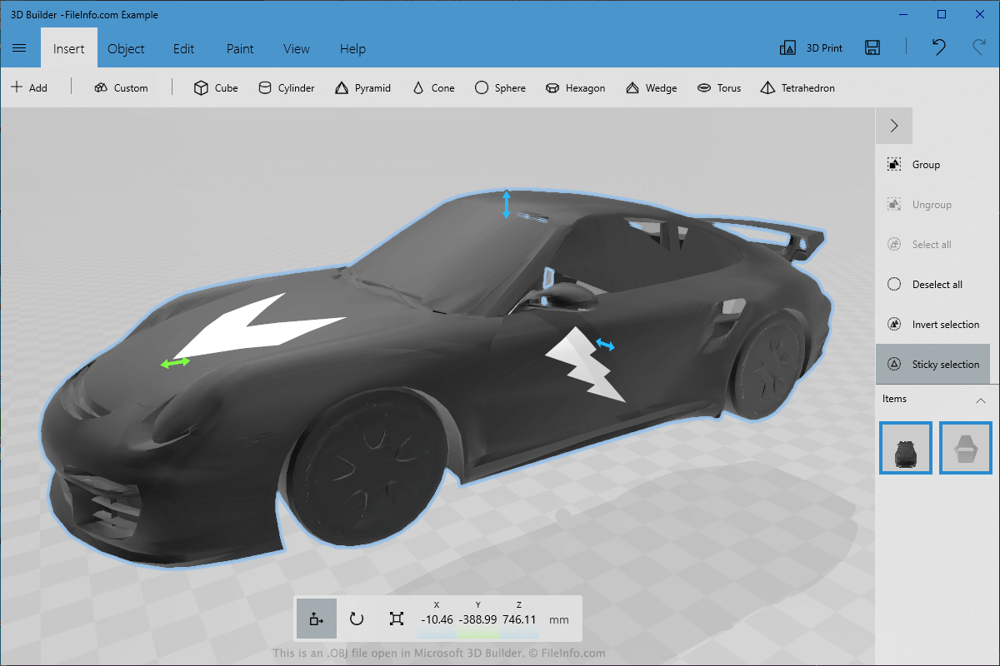 3D Builder -FileInfo.com Example
Insert Object Edit Paint View Help 3D Print
Add Custom Cube Cylinder Pyramid Cone Sphere Hexagon Wedge Torus Tetrahedron
Group
Ungroup
Select all
Deselect all
Invert selection
Sticky selection
Items
X Y Z
-10.46 -388.99 746.11 mm
This is an .OBJ file open in Microsoft 3D Builder. © FileInfo.com